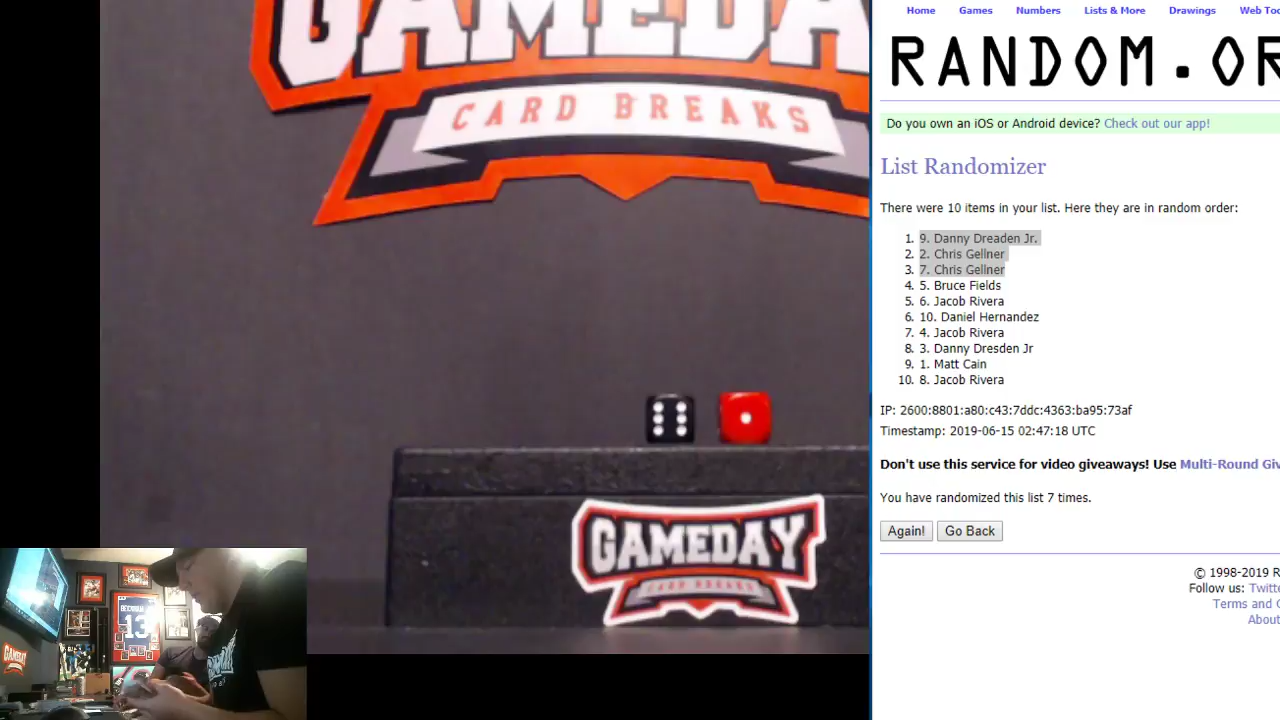 GAMEDA
CARD BREAKS
GAMEDAY
CARD BREAKS
13
Home Games Numbers Lists & More Drawings Web Too
RANDOM.OR
Do you own an iOS or Android device? Check out our app!
List Randomizer
There were 10 items in your list. Here they are in random order:
1. 9. Danny Dreaden Jr.
2. 2. Chris Gellner
3. 7. Chris Gellner
4. 5. Bruce Fields
5. 6. Jacob Rivera
6. 10. Daniel Hernandez
7. 4. Jacob Rivera
8. 3. Danny Dresden Jr
9. 1. Matt Cain
10. 8. Jacob Rivera
IP: 2600:8801:a80:c43:7ddc:4363:ba95:73af
Timestamp: 2019-06-15 02:47:18 UTC
Don't use this service for video giveaways! Use Multi-Round Giv
You have randomized this list 7 times.
Again! Go Back
© 1998-2019 R
Follow us: Twitte
Terms and C
About